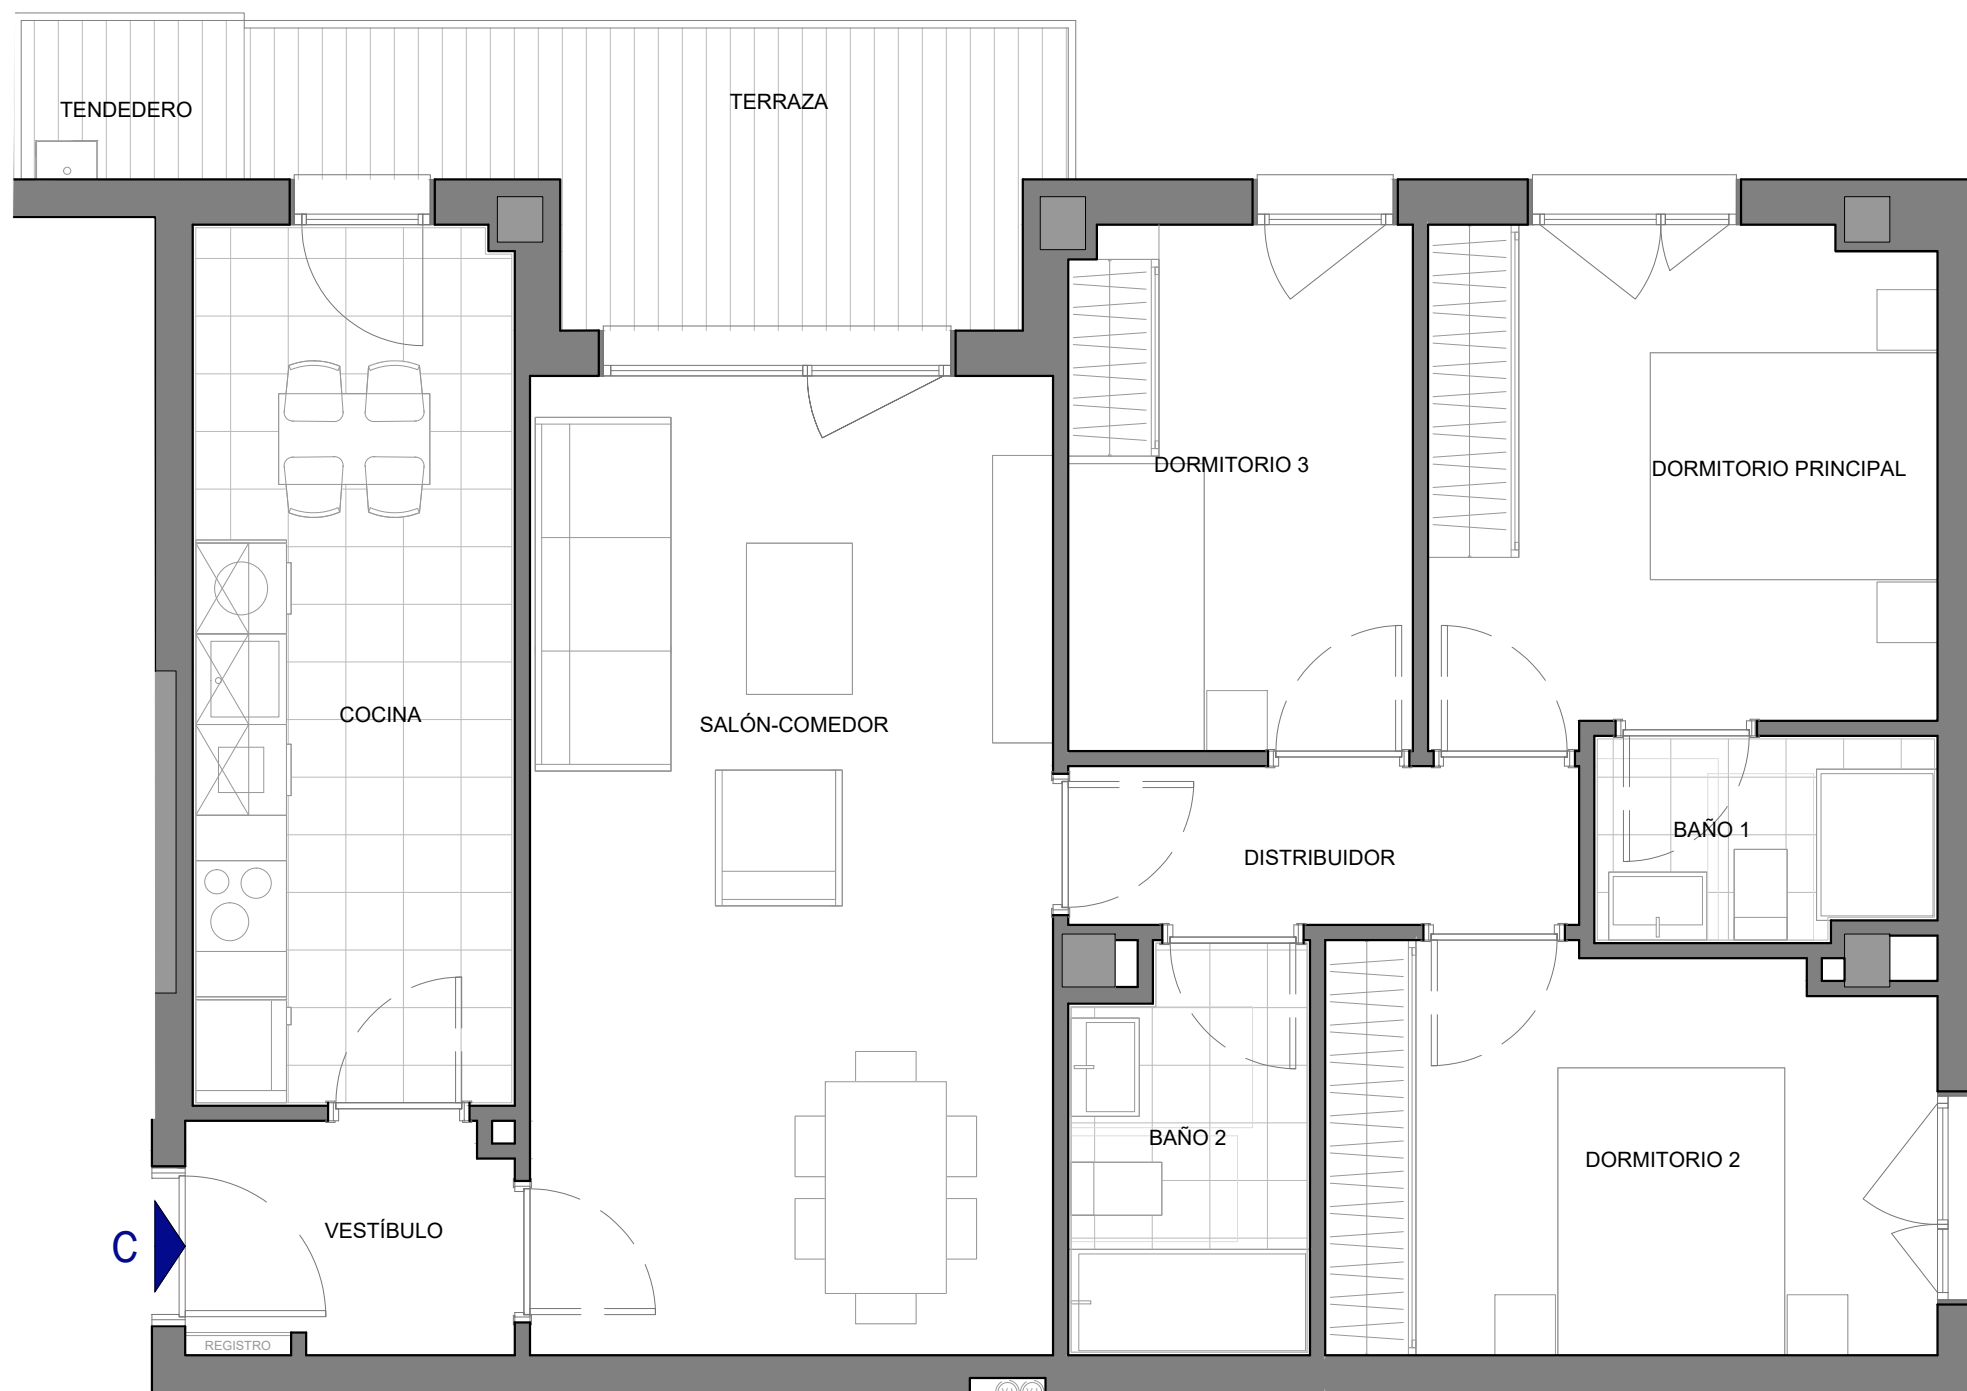 TENDEDERO
TERRAZA
DORMITORIO 3
DORMITORIO PRINCIPAL
COCINA
SALÓN-COMEDOR
BAÑO 1
DISTRIBUIDOR
BAÑO 2
DORMITORIO 2
VESTÍBULO
C
REGISTRO